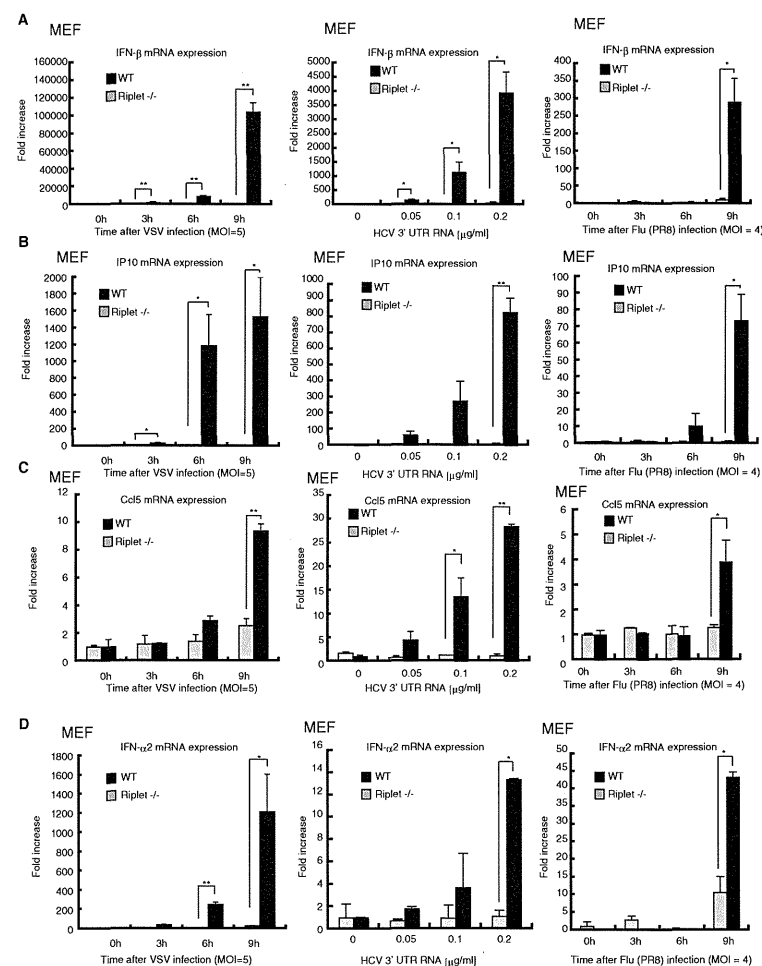 A
MEF
IFN-β mRNA expression
WT
Riplet -/-
Fold increase
160000
140000
120000
100000
80000
60000
40000
20000
0
**
**
**
0h 3h 6h 9h
Time after VSV infection (MOI=5)
MEF
IFN-β mRNA expression
WT
Riplet -/-
Fold increase
5000
4500
4000
3500
3000
2500
2000
1500
1000
500
0
*
*
*
0 0.05 0.1 0.2
HCV 3' UTR RNA [μg/ml]
MEF
IFN-β mRNA expression
WT
Riplet -/-
Fold increase
400
350
300
250
200
150
100
50
0
*
0h 3h 6h 9h
Time after Flu (PR8) infection (MOI = 4)
B
MEF
IP10 mRNA expression
WT
Riplet -/-
Fold increase
2000
1800
1600
1400
1200
1000
800
600
400
200
0
*
*
*
0h 3h 6h 9h
Time after VSV infection (MOI=5)
MEF
IP10 mRNA expression
WT
Riplet -/-
Fold increase
1000
900
800
700
600
500
400
300
200
100
0
**
0 0.05 0.1 0.2
HCV 3' UTR RNA [μg/ml]
MEF
IP10 mRNA expression
WT
Riplet -/-
Fold increase
100
90
80
70
60
50
40
30
20
10
0
*
0h 3h 6h 9h
Time after Flu (PR8) infection (MOI = 4)
C
MEF
Ccl5 mRNA expression
WT
Riplet -/-
Fold increase
12
10
8
6
4
2
0
**
0h 3h 6h 9h
Time after VSV infection (MOI=5)
MEF
Ccl5 mRNA expression
WT
Riplet -/-
Fold increase
35
30
25
20
15
10
5
0
*
**
0 0.05 0.1 0.2
HCV 3' UTR RNA [μg/ml]
MEF
Ccl5 mRNA expression
WT
Riplet -/-
Fold increase
6
5
4
3
2
1
0
*
0h 3h 6h 9h
Time after Flu (PR8) infection (MOI = 4)
D
MEF
IFN-α2 mRNA expression
WT
Riplet -/-
Fold increase
1800
1600
1400
1200
1000
800
600
400
200
0
**
*
0h 3h 6h 9h
Time after VSV infection (MOI=5)
MEF
IFN-α2 mRNA expression
WT
Riplet -/-
Fold increase
16
14
12
10
8
6
4
2
0
*
0 0.05 0.1 0.2
HCV 3' UTR RNA [μg/ml]
MEF
IFN-α2 mRNA expression
WT
Riplet -/-
Fold increase
50
45
40
35
30
25
20
15
10
5
0
*
0h 3h 6h 9h
Time after Flu (PR8) infection (MOI = 4)